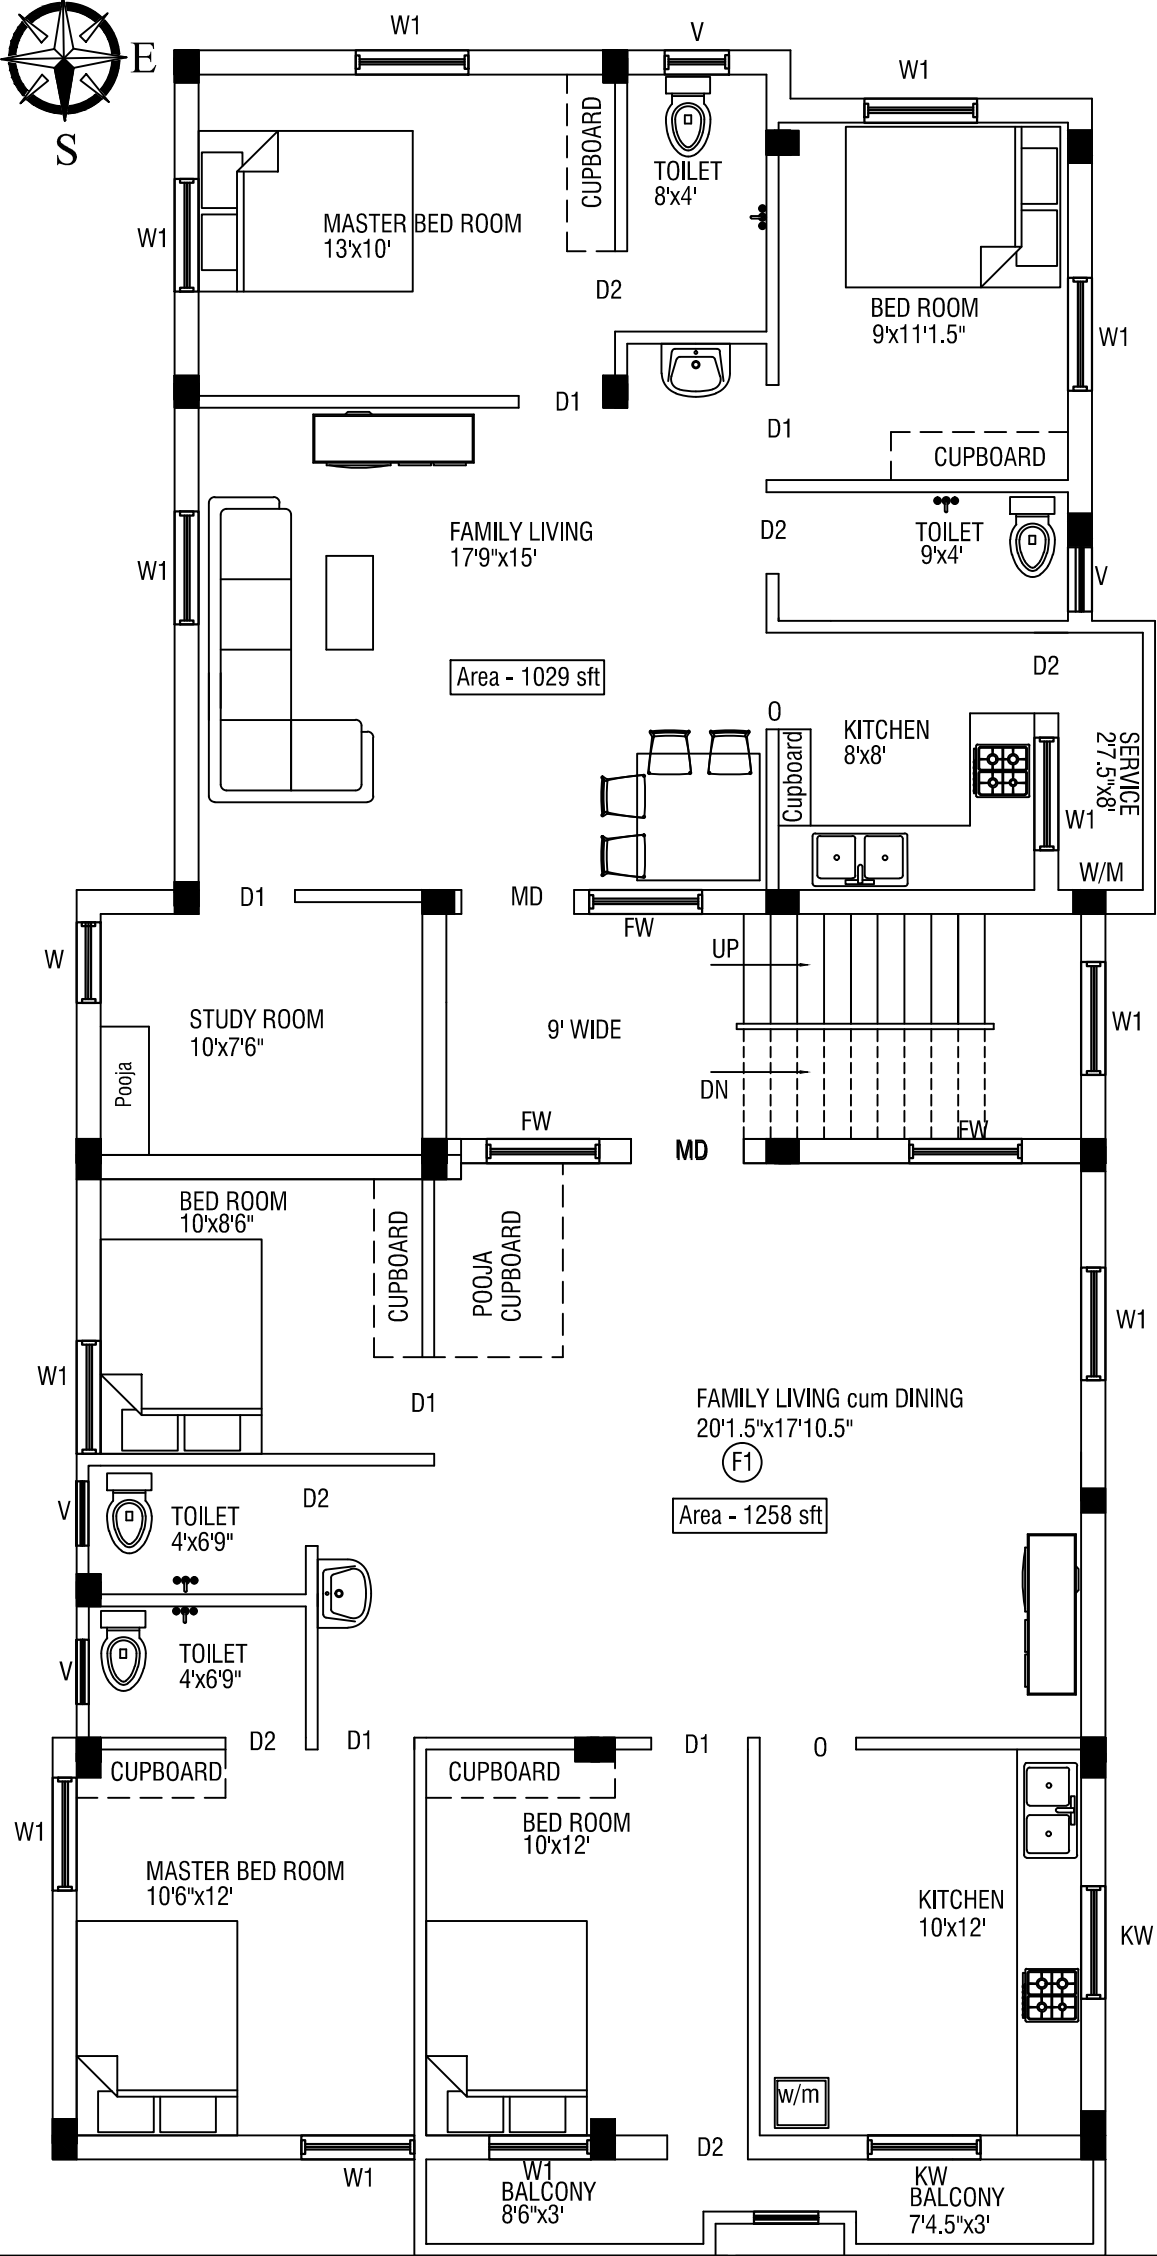 E
S
W1
V
W1
CUPBOARD
TOILET
8'x4'
MASTER BED ROOM
13'x10'
W1
D2
BED ROOM
9'x11'1.5"
W1
D1
D1
CUPBOARD
FAMILY LIVING
17'9"x15'
D2
TOILET
9'x4'
W1
V
Area - 1029 sft
D2
O
KITCHEN
8'x8'
Cupboard
SERVICE
2'7.5"x8'
W1
W/M
D1
MD
FW
W
UP
STUDY ROOM
10'x7'6"
9' WIDE
W1
Pooja
DN
FW
MD
FW
BED ROOM
10'x8'6"
CUPBOARD
POOJA
CUPBOARD
W1
W1
D1
FAMILY LIVING cum DINING
20'1.5"x17'10.5"
F1
Area - 1258 sft
D2
V
TOILET
4'x6'9"
TOILET
4'x6'9"
V
D2
D1
D1
O
CUPBOARD
CUPBOARD
W1
BED ROOM
10'x12'
MASTER BED ROOM
10'6"x12'
KITCHEN
10'x12'
KW
w/m
D2
W1
W1
BALCONY
8'6"x3'
KW
BALCONY
7'4.5"x3'